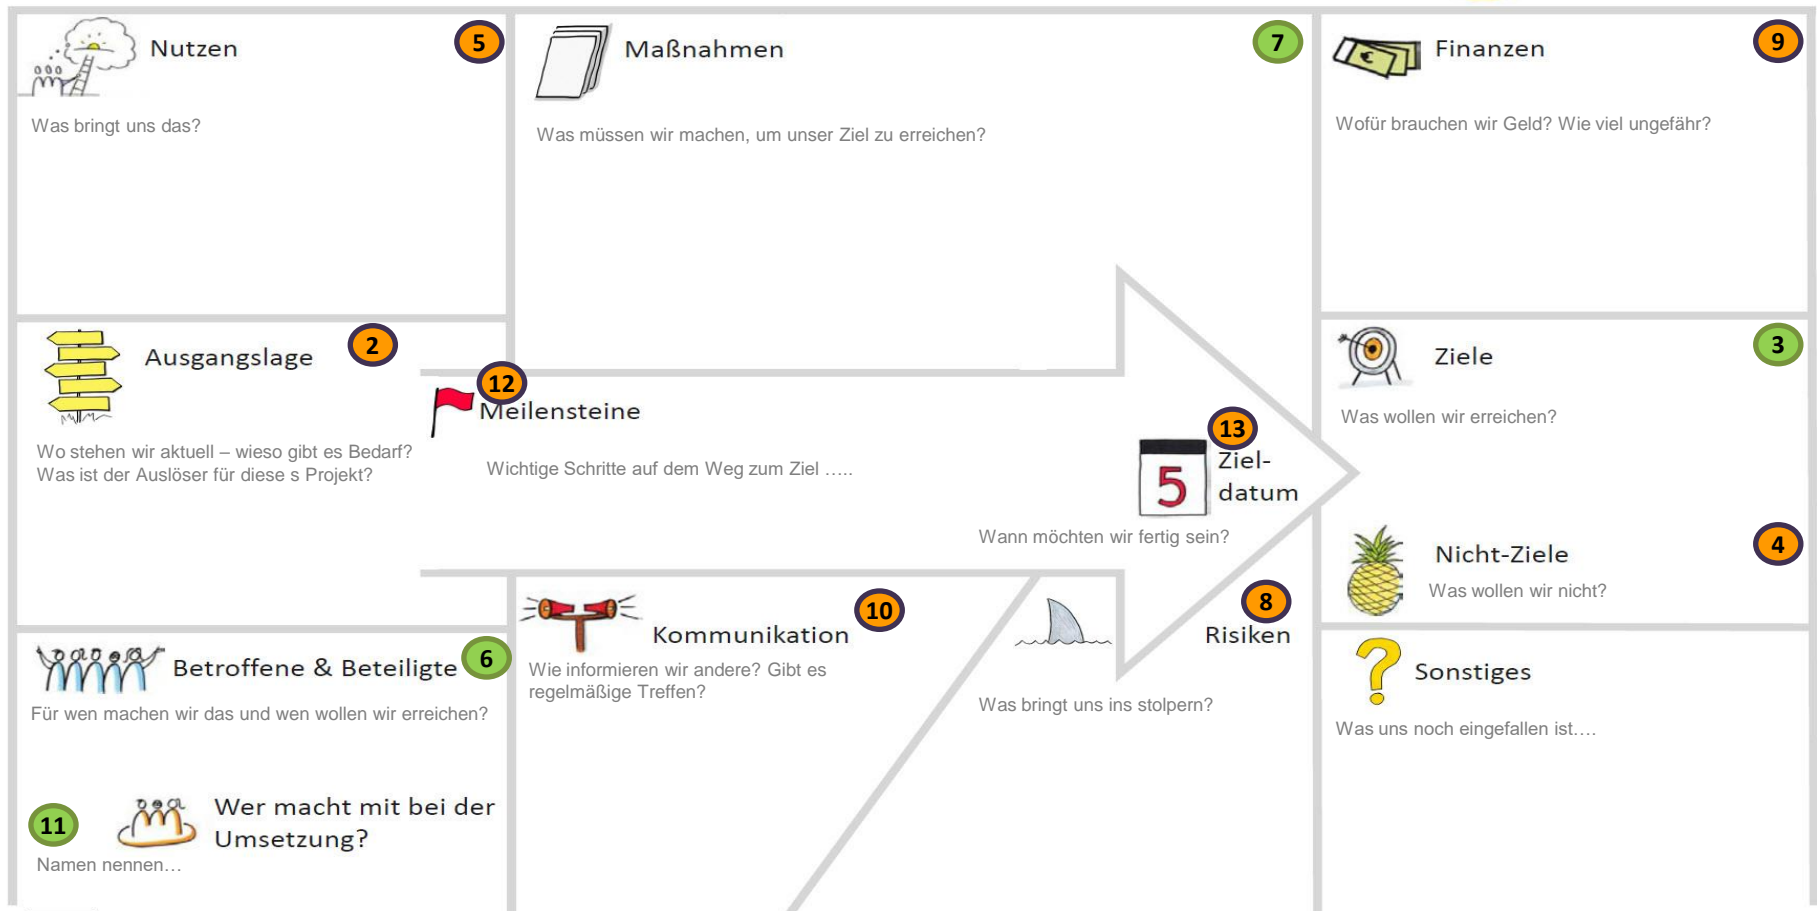 Nutzen
5
Was bringt uns das?
Maßnahmen
7
Was müssen wir machen, um unser Ziel zu erreichen?
Finanzen
9
Wofür brauchen wir Geld? Wie viel ungefähr?
Ausgangslage
2
Wo stehen wir aktuell – wieso gibt es Bedarf?
Was ist der Auslöser für diese s Projekt?
12
Meilensteine
Wichtige Schritte auf dem Weg zum Ziel …..
13
5
Ziel-
datum
Wann möchten wir fertig sein?
Ziele
3
Was wollen wir erreichen?
Nicht-Ziele
4
Was wollen wir nicht?
Betroffene & Beteiligte
6
Für wen machen wir das und wen wollen wir erreichen?
11
Wer macht mit bei der
Umsetzung?
Namen nennen…
Kommunikation
10
Wie informieren wir andere? Gibt es
regelmäßige Treffen?
8
Risiken
Was bringt uns ins stolpern?
Sonstiges
Was uns noch eingefallen ist….